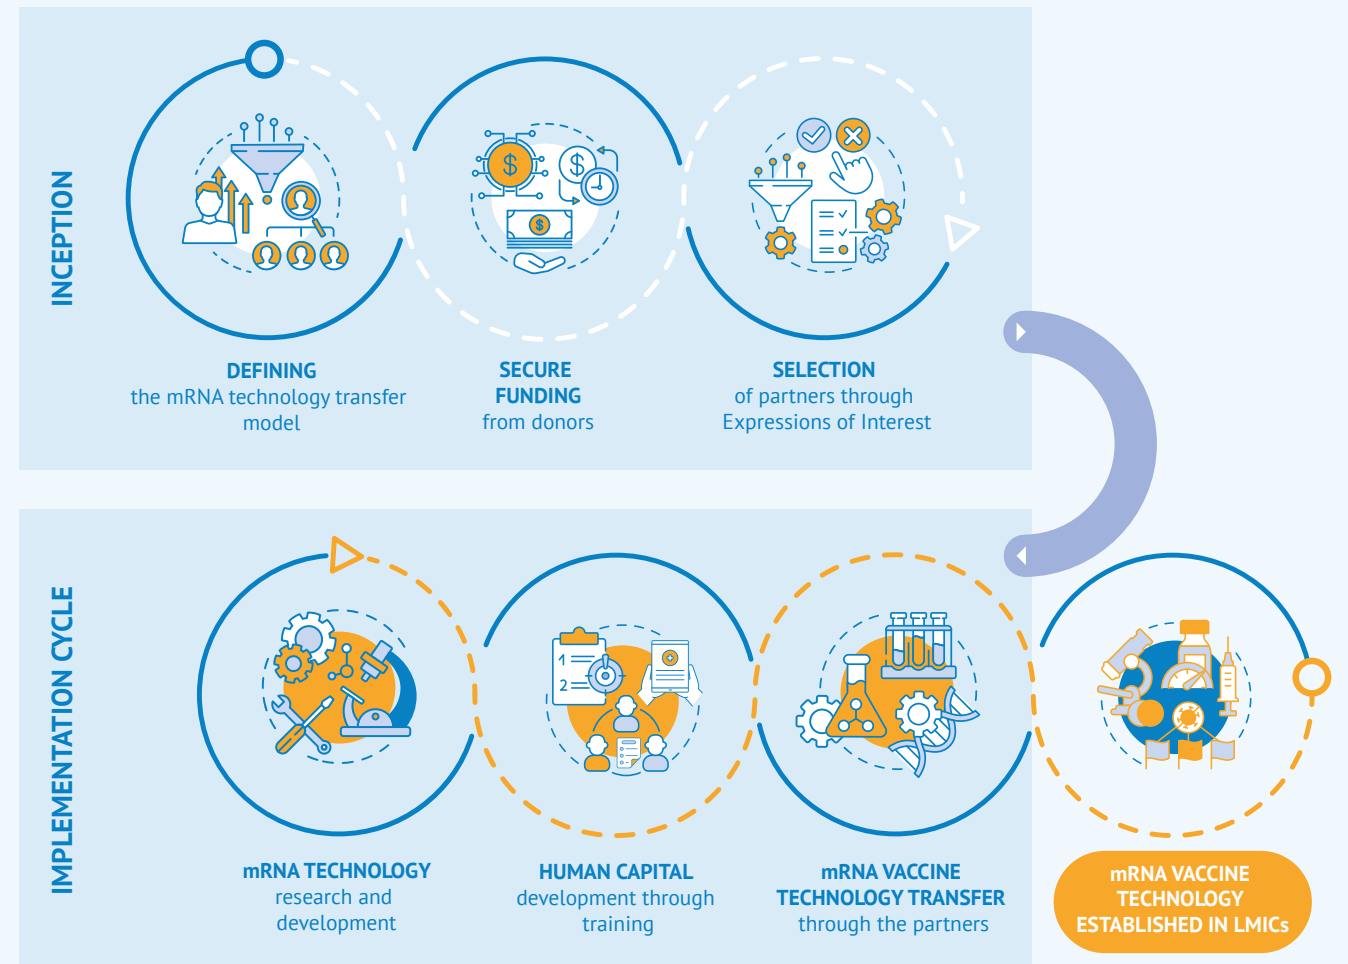 INCEPTION
DEFINING
the mRNA technology transfer
model
SECURE
FUNDING
from donors
SELECTION
of partners through
Expressions of Interest
IMPLEMENTATION CYCLE
1
2
mRNA TECHNOLOGY
research and
development
HUMAN CAPITAL
development through
training
mRNA VACCINE
TECHNOLOGY TRANSFER
through the partners
mRNA VACCINE
TECHNOLOGY
ESTABLISHED IN LMICs